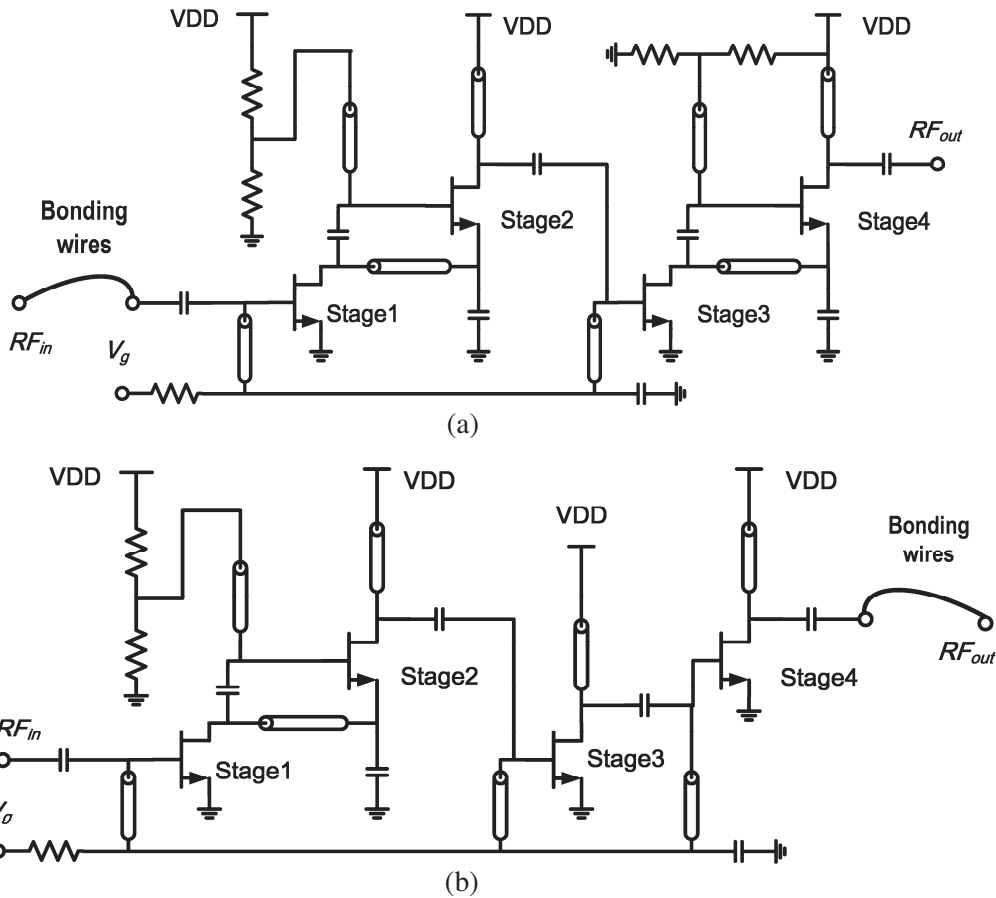 VDD
VDD
VDD
RFout
Bonding
wires
Stage2
Stage4
Stage1
Stage3
RFin
Vg
(a)
VDD
VDD
VDD
VDD
Bonding
wires
Stage2
Stage4
RFout
RFin
Stage1
Stage3
Vg
(b)